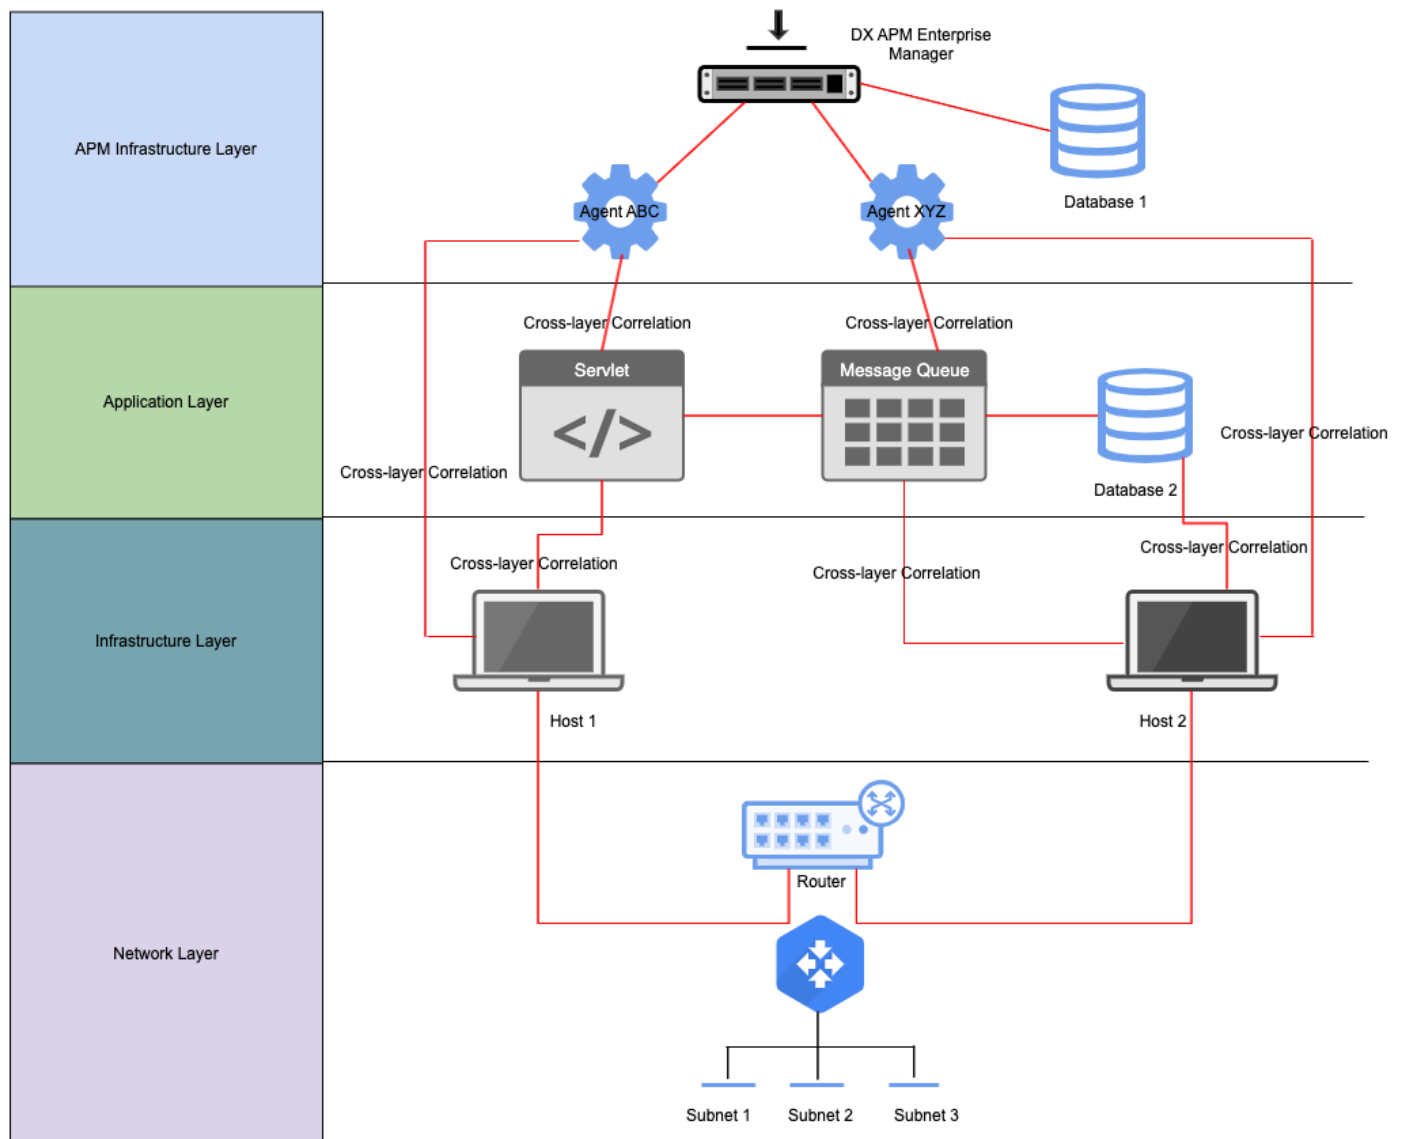 DX APM Enterprise
Manager
APM Infrastructure Layer
Database 1
Agent ABC
Agent XYZ
Cross-layer Correlation
Cross-layer Correlation
Servlet
Message Queue
</>
Application Layer
Cross-layer Correlation
Cross-layer Correlation
Database 2
Cross-layer Correlation
Cross-layer Correlation
Cross-layer Correlation
Infrastructure Layer
Host 1
Host 2
Router
Network Layer
Subnet 1
Subnet 2
Subnet 3